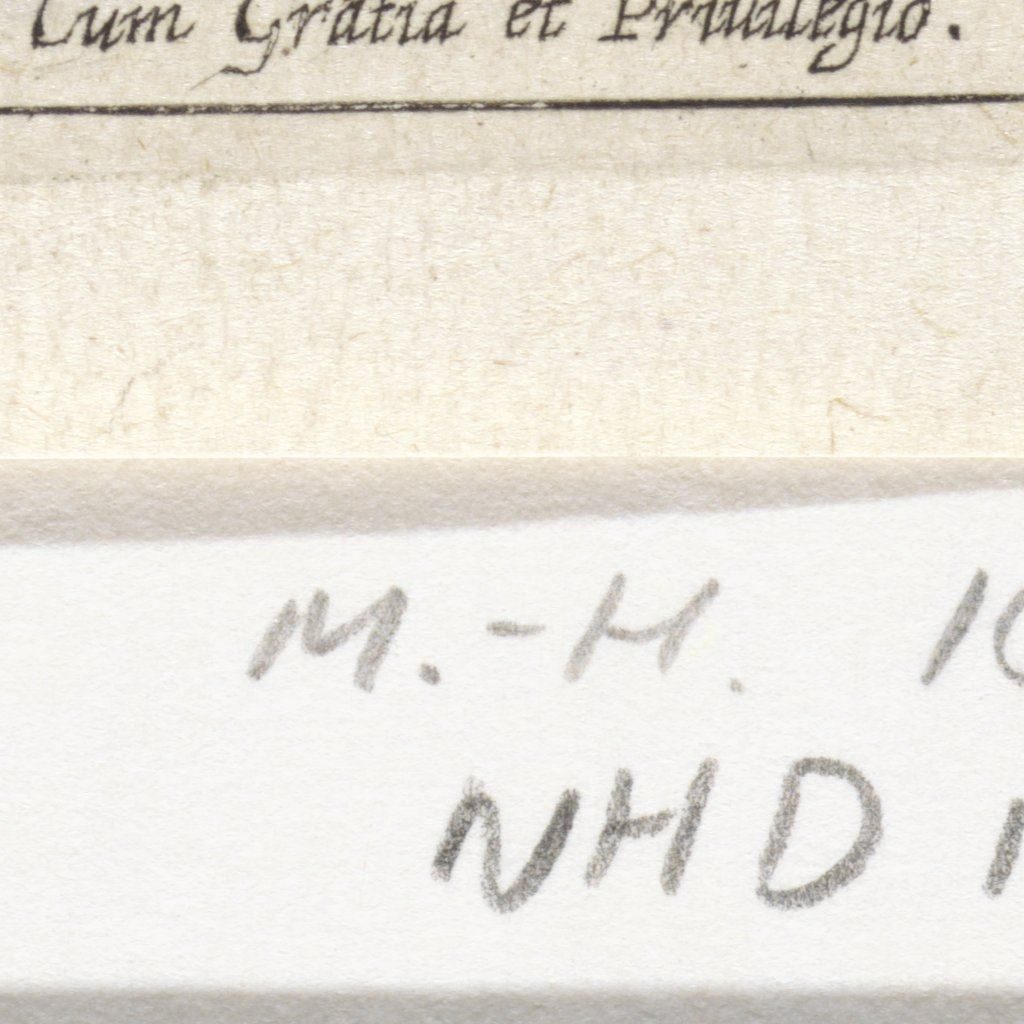 Cum Gratia et Priuilegio.
M.-H.
NHD